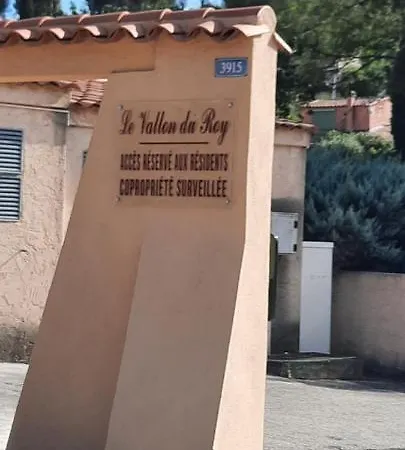 3915
Le Vallon du Roy
ACCÈS RÉSERVÉ AUX RÉSIDENTS
COPROPRIÉTÉ SURVEILLÉE